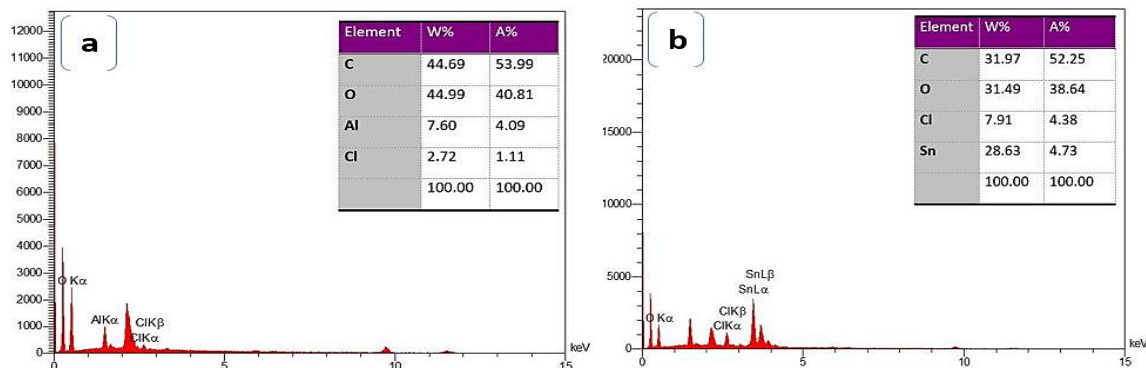 a
12000
11000
10000
9000
8000
7000
6000
5000
4000
3000
2000
1000
0
O Kα
AlKα
ClKβ
ClKα
0
5
10
15
keV
Element W% A%
C 44.69 53.99
O 44.99 40.81
Al 7.60 4.09
Cl 2.72 1.11
100.00 100.00
b
20000
15000
10000
5000
0
O Kα
ClKβ
ClKα
SnLβ
SnLα
0
5
10
15
keV
Element W% A%
C 31.97 52.25
O 31.49 38.64
Cl 7.91 4.38
Sn 28.63 4.73
100.00 100.00